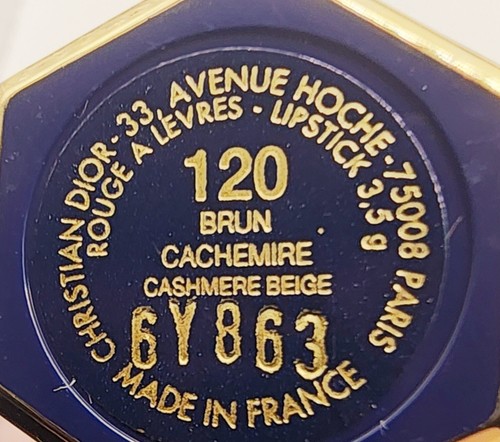 CHRISTIAN DIOR - 33, AVENUE HOCHE - 75008 PARIS
ROUGE A LÈVRES - LIPSTICK 3,5 g
120
BRUN
CACHEMIRE
CASHMERE BEIGE
6Y863
MADE IN FRANCE